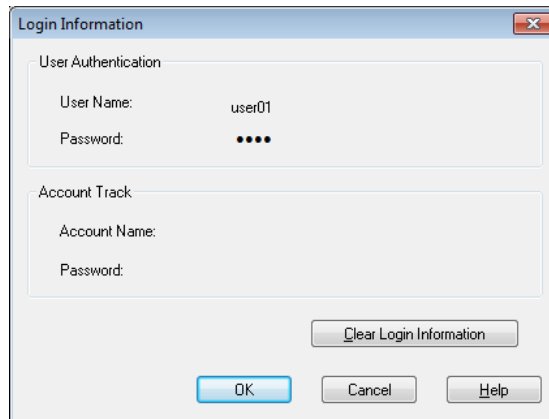 Login Information
User Authentication
User Name: user01
Password: ●●●●
Account Track
Account Name:
Password:
Clear Login Information
OK Cancel Help